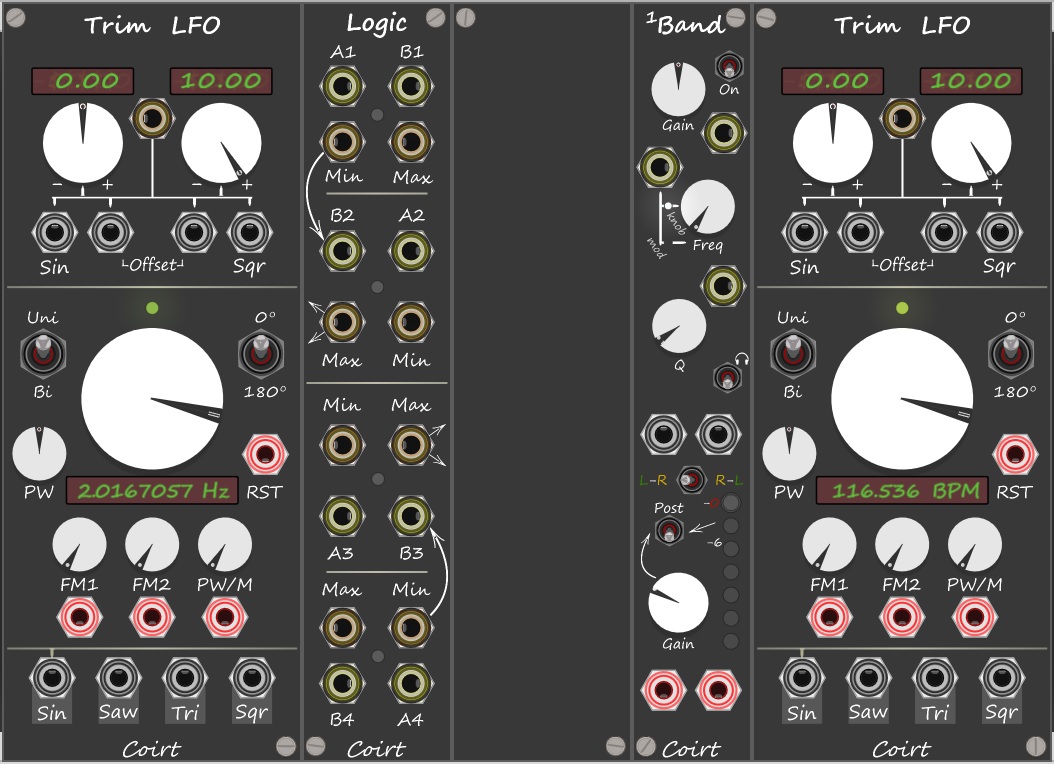 Trim LFO
0.00 10.00
- + - +
Sin Offset Sqr
Uni 0°
Bi 180°
PW 2.0167057 Hz RST
FM1 FM2 PW/M
Sin Saw Tri Sqr
Coirt
Logic
A1 B1
Min Max
B2 A2
Max Min
Min Max
A3 B3
Max Min
B4 A4
Coirt
1Band
On
Gain
knob
mod Freq
Q
L-R R-L
Post
-6
Gain
Coirt
Trim LFO
0.00 10.00
- + - +
Sin Offset Sqr
Uni 0°
Bi 180°
PW 116.536 BPM RST
FM1 FM2 PW/M
Sin Saw Tri Sqr
Coirt